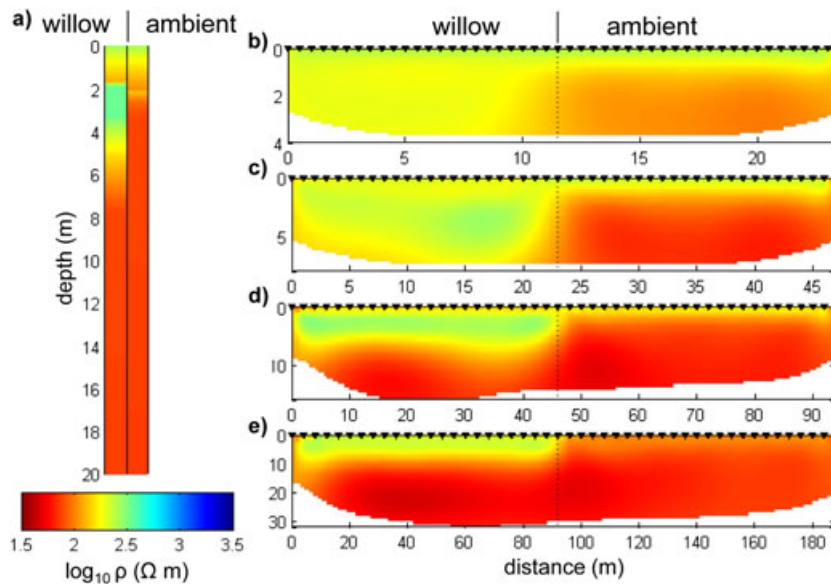 a)
willow ambient
0
2
4
6
8
10
12
14
16
18
20
depth (m)
1.5 2 2.5 3 3.5
log10 ρ (Ω m)
willow ambient
b)
0
2
4
0 5 10 15 20
c)
0
5
0 5 10 15 20 25 30 35 40 45
d)
0
10
0 10 20 30 40 50 60 70 80 90
e)
0
10
20
30
0 20 40 60 80 100 120 140 160 180
distance (m)